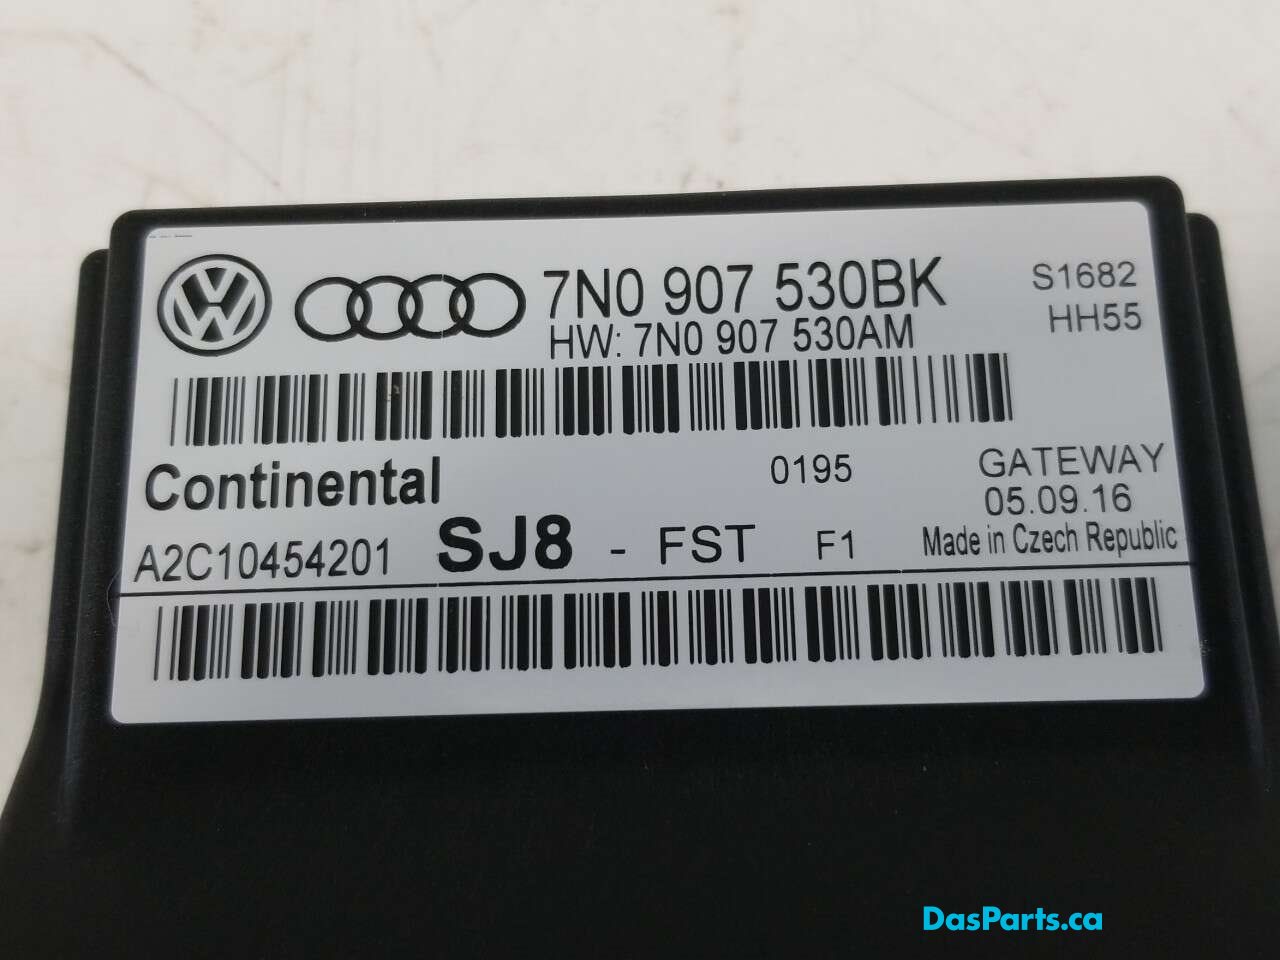 7N0 907 530BK
S1682
HW: 7N0 907 530AM
HH55
Continental
0195
GATEWAY
05.09.16
A2C10454201
SJ8 - FST F1
Made in Czech Republic
DasParts.ca